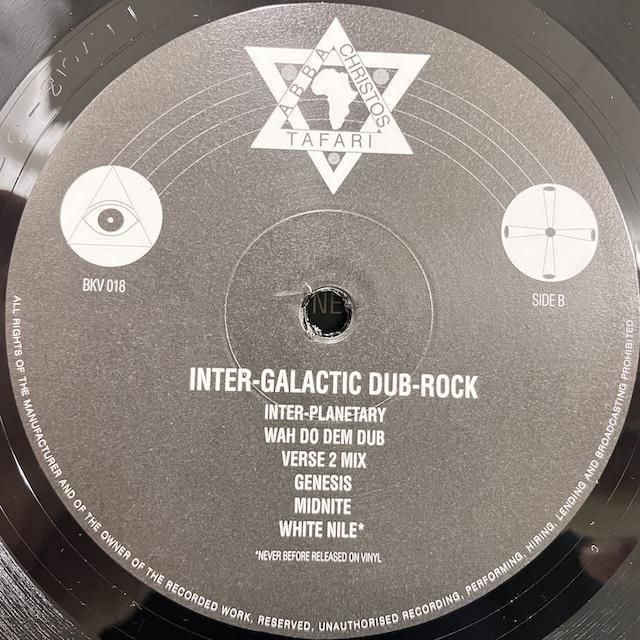 ABBA
CHRISTOS
TAFARI
BKV 018
SIDE B
NE
INTER-GALACTIC DUB-ROCK
INTER-PLANETARY
WAH DO DEM DUB
VERSE 2 MIX
GENESIS
MIDNITE
WHITE NILE*
*NEVER BEFORE RELEASED ON VINYL
ALL RIGHTS OF THE MANUFACTURER AND OF THE OWNER OF THE RECORDED WORK, RESERVED, UNAUTHORISED RECORDING, PERFORMING, HIRING, LENDING AND BROADCASTING PROHIBITED